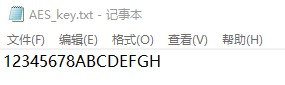 AES_key.txt - 记事本
文件(F) 编辑(E) 格式(O) 查看(V) 帮助(H)
12345678ABCDEFGH